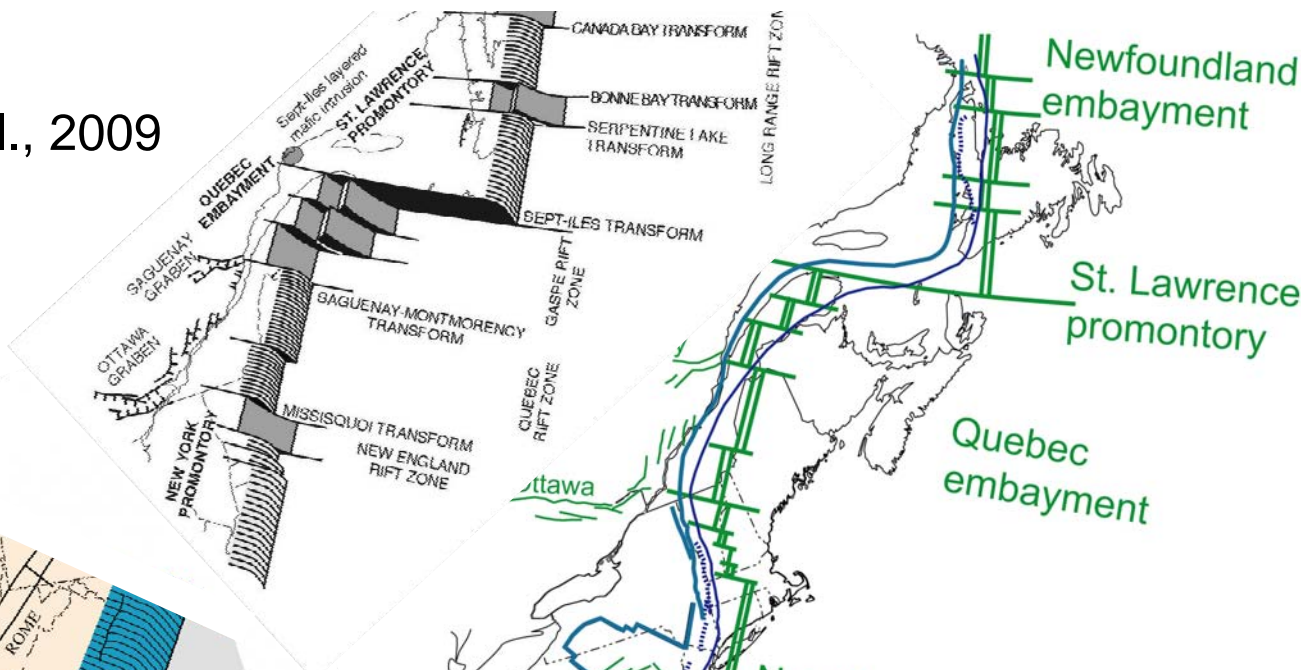 ., 2009
CANADA BAY TRANSFORM
LONG RANGE RIFT ZON
Sept-Iles layered
mafic intrusion
ST. LAWRENCE
PROMONTORY
BONNE BAY TRANSFORM
SERPENTINE LAKE
TRANSFORM
QUEBEC
EMBAYMENT
SEPT-ILES TRANSFORM
SAGUENAY
GRABEN
GASPE RIFT
ZONE
SAGUENAY-MONTMORENCY
TRANSFORM
OTTAWA
GRABEN
QUEBEC
RIFT ZONE
MISSISQUOI TRANSFORM
NEW ENGLAND
RIFT ZONE
NEW YORK
PROMONTORY
ROME
Newfoundland
embayment
St. Lawrence
promontory
Quebec
embayment
ttawa